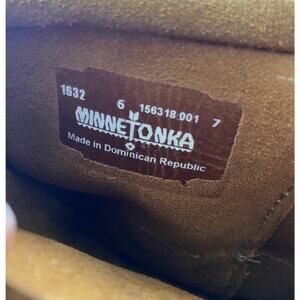 1632 6 156318.001 7
MINNETONKA
Made in Dominican Republic